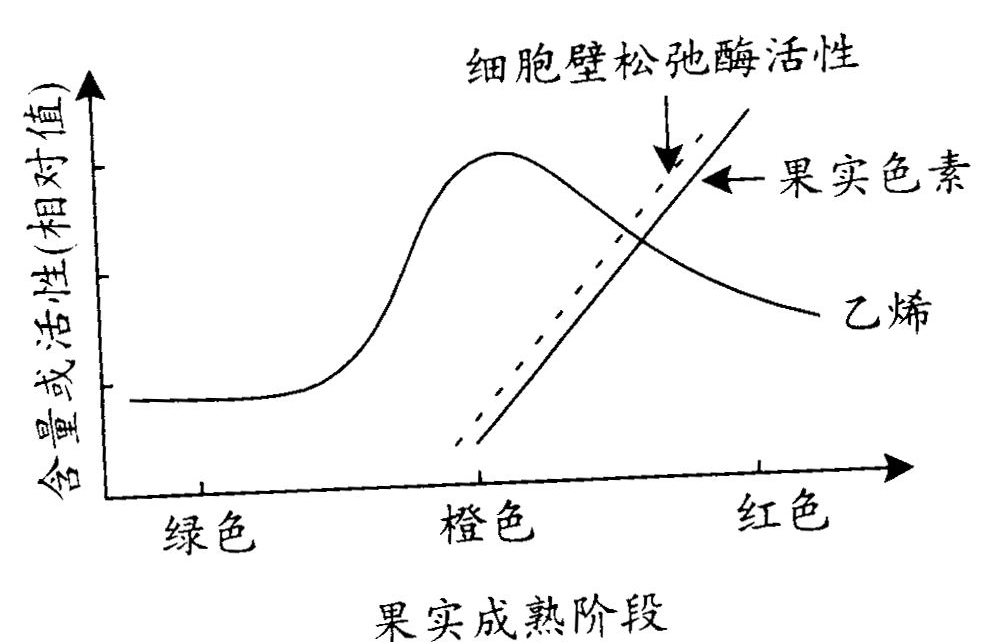 细胞壁松弛酶活性
果实色素
乙烯
含量或活性(相对值)
绿色
橙色
红色
果实成熟阶段